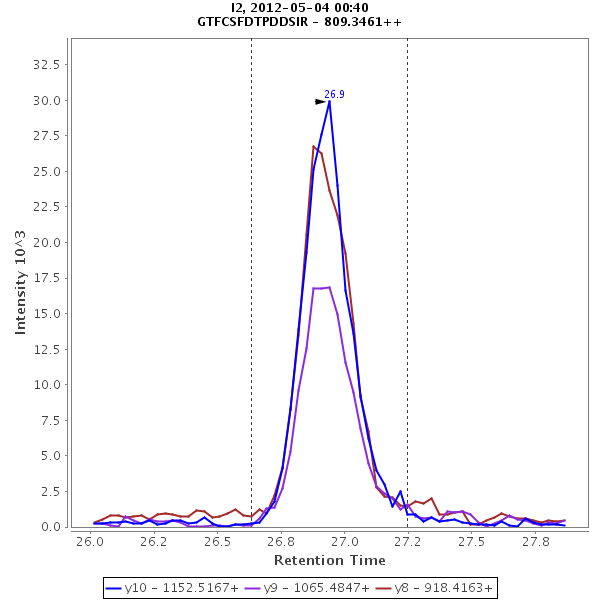 I2, 2012-05-04 00:40
GTFCSFDTPDDSIR - 809.3461++
26.9
32.5
30.0
27.5
25.0
22.5
20.0
17.5
15.0
12.5
10.0
7.5
5.0
2.5
0.0
Intensity 10^3
26.0 26.2 26.5 26.8 27.0 27.2 27.5 27.8
Retention Time
y10 - 1152.5167+ y9 - 1065.4847+ y8 - 918.4163+